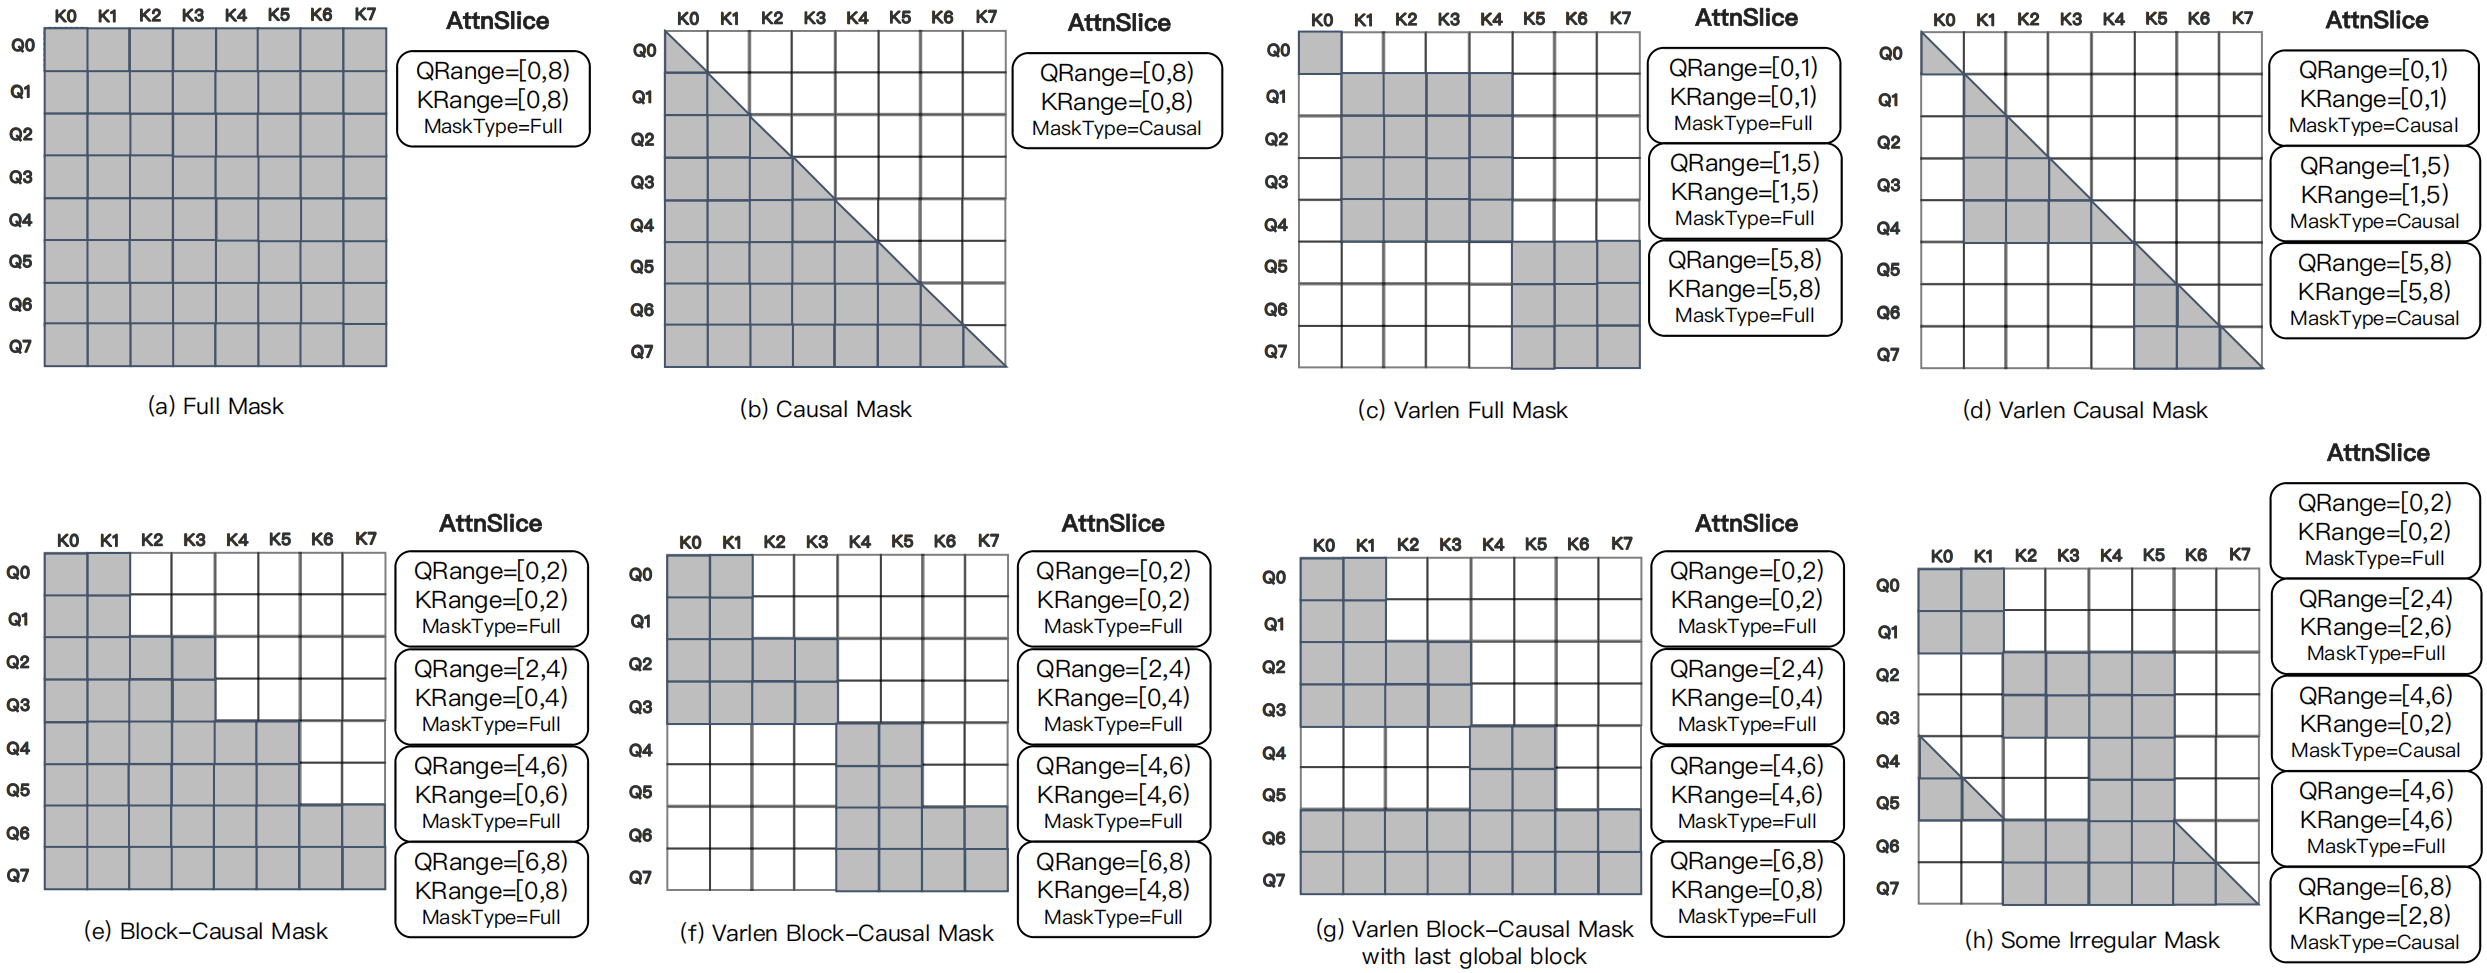 K0 K1 K2 K3 K4 K5 K6 K7
Q0
Q1
Q2
Q3
Q4
Q5
Q6
Q7
AttnSlice
QRange=[0,8)
KRange=[0,8)
MaskType=Full
(a) Full Mask
K0 K1 K2 K3 K4 K5 K6 K7
Q0
Q1
Q2
Q3
Q4
Q5
Q6
Q7
AttnSlice
QRange=[0,8)
KRange=[0,8)
MaskType=Causal
(b) Causal Mask
K0 K1 K2 K3 K4 K5 K6 K7
Q0
Q1
Q2
Q3
Q4
Q5
Q6
Q7
AttnSlice
QRange=[0,1)
KRange=[0,1)
MaskType=Full
QRange=[1,5)
KRange=[1,5)
MaskType=Full
QRange=[5,8)
KRange=[5,8)
MaskType=Full
(c) Varlen Full Mask
K0 K1 K2 K3 K4 K5 K6 K7
Q0
Q1
Q2
Q3
Q4
Q5
Q6
Q7
AttnSlice
QRange=[0,1)
KRange=[0,1)
MaskType=Causal
QRange=[1,5)
KRange=[1,5)
MaskType=Causal
QRange=[5,8)
KRange=[5,8)
MaskType=Causal
(d) Varlen Causal Mask
K0 K1 K2 K3 K4 K5 K6 K7
Q0
Q1
Q2
Q3
Q4
Q5
Q6
Q7
AttnSlice
QRange=[0,2)
KRange=[0,2)
MaskType=Full
QRange=[2,4)
KRange=[0,4)
MaskType=Full
QRange=[4,6)
KRange=[0,6)
MaskType=Full
QRange=[6,8)
KRange=[0,8)
MaskType=Full
(e) Block-Causal Mask
K0 K1 K2 K3 K4 K5 K6 K7
Q0
Q1
Q2
Q3
Q4
Q5
Q6
Q7
AttnSlice
QRange=[0,2)
KRange=[0,2)
MaskType=Full
QRange=[2,4)
KRange=[0,4)
MaskType=Full
QRange=[4,6)
KRange=[4,6)
MaskType=Full
QRange=[6,8)
KRange=[4,8)
MaskType=Full
(f) Varlen Block-Causal Mask
K0 K1 K2 K3 K4 K5 K6 K7
Q0
Q1
Q2
Q3
Q4
Q5
Q6
Q7
AttnSlice
QRange=[0,2)
KRange=[0,2)
MaskType=Full
QRange=[2,4)
KRange=[0,4)
MaskType=Full
QRange=[4,6)
KRange=[4,6)
MaskType=Full
QRange=[6,8)
KRange=[0,8)
MaskType=Full
(g) Varlen Block-Causal Mask
with last global block
K0 K1 K2 K3 K4 K5 K6 K7
Q0
Q1
Q2
Q3
Q4
Q5
Q6
Q7
AttnSlice
QRange=[0,2)
KRange=[0,2)
MaskType=Full
QRange=[2,4)
KRange=[2,6)
MaskType=Full
QRange=[4,6)
KRange=[0,2)
MaskType=Causal
QRange=[4,6)
KRange=[4,6)
MaskType=Full
QRange=[6,8)
KRange=[2,8)
MaskType=Causal
(h) Some Irregular Mask